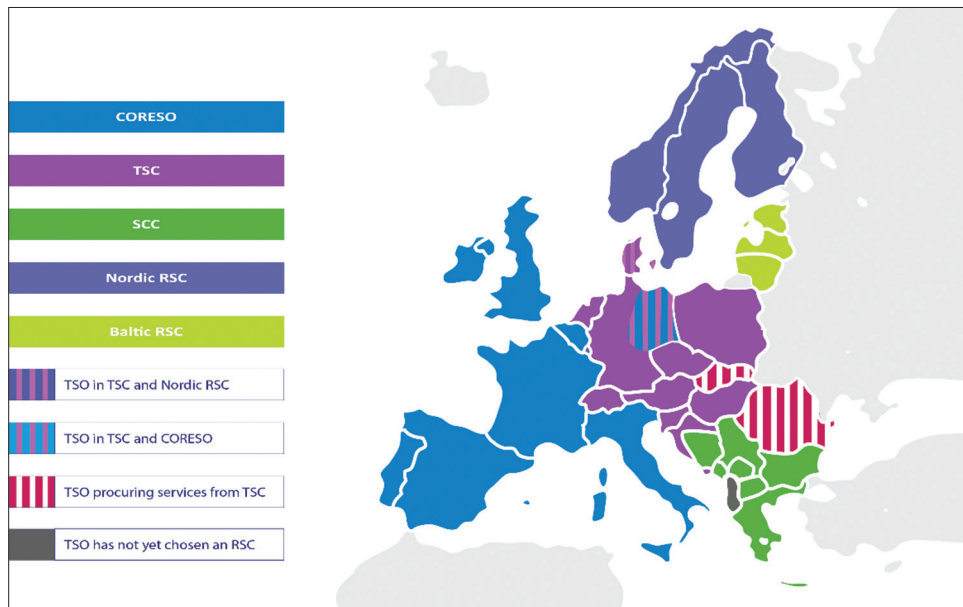 CORESO
TSC
SCC
Nordic RSC
Baltic RSC
TSO in TSC and Nordic RSC
TSO in TSC and CORESO
TSO procuring services from TSC
TSO has not yet chosen an RSC